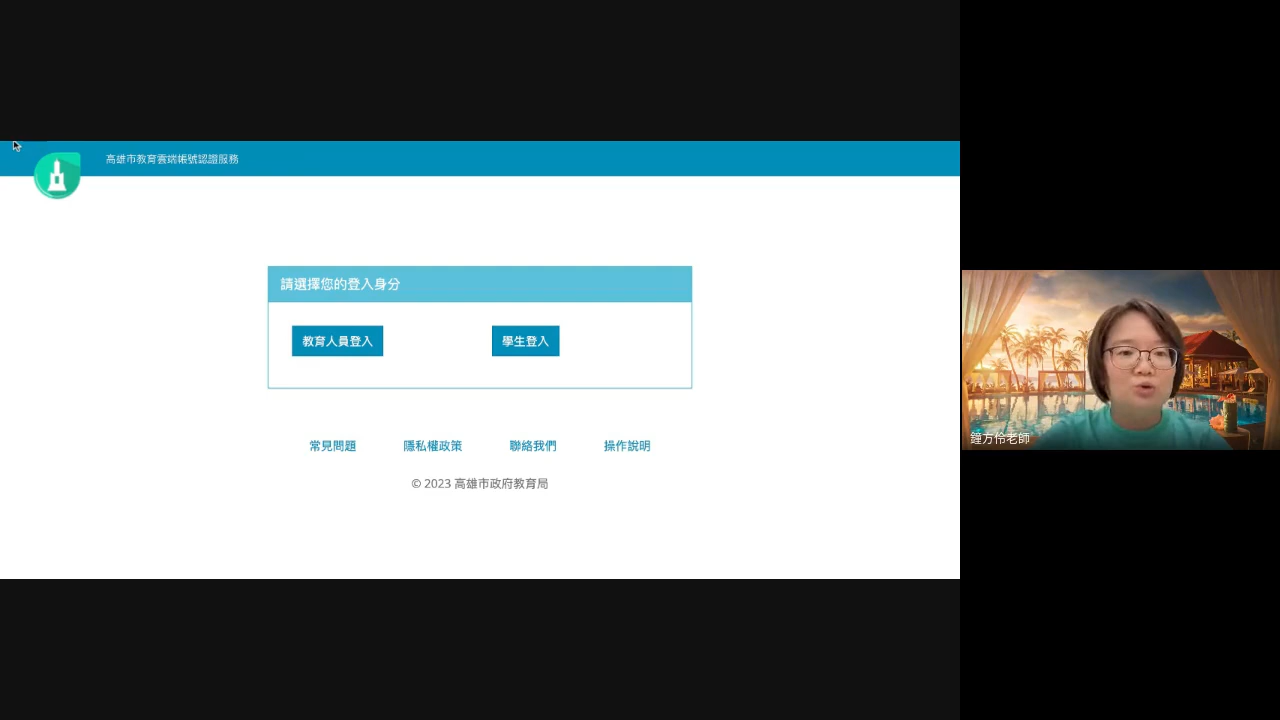 高雄市教育雲端帳號認證服務
請選擇您的登入身分
教育人員登入
學生登入
常見問題
隱私權政策
聯絡我們
操作說明
© 2023 高雄市政府教育局
鐘方伶老師